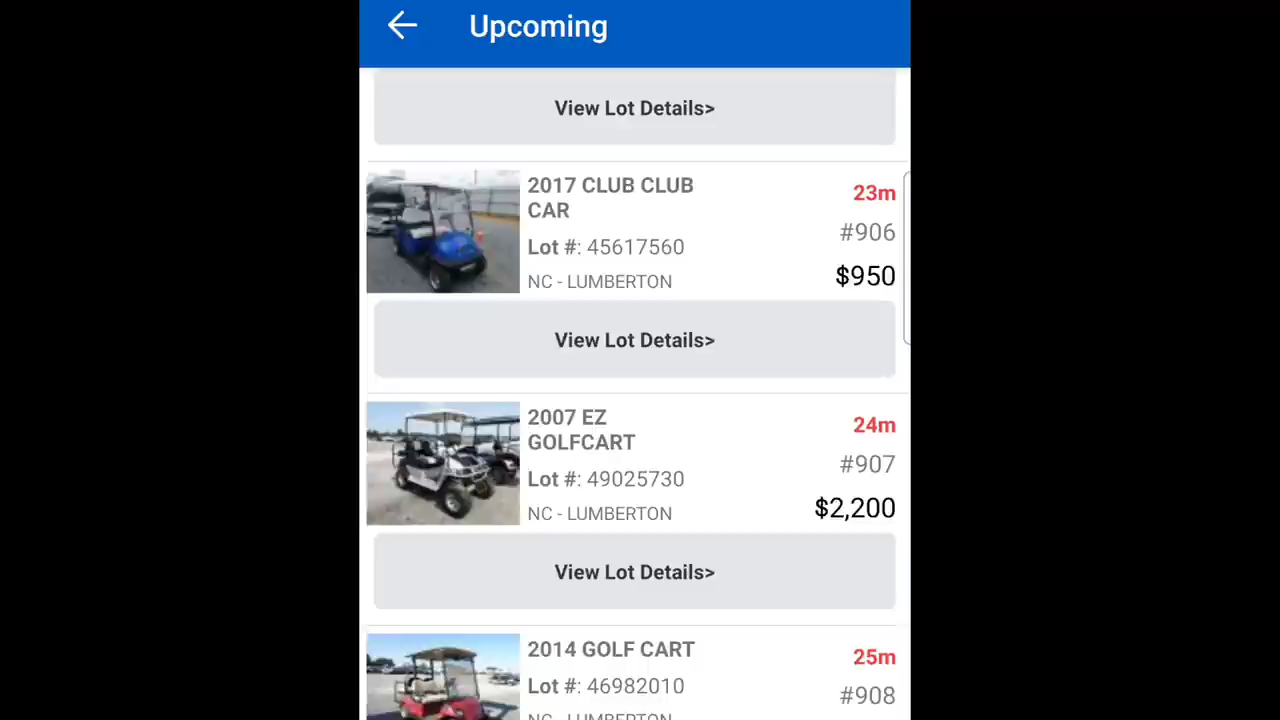 Upcoming
View Lot Details>
2017 CLUB CLUB
CAR
23m
Lot #: 45617560
#906
NC - LUMBERTON
$950
View Lot Details>
2007 EZ
GOLFCART
24m
Lot #: 49025730
#907
NC - LUMBERTON
$2,200
View Lot Details>
2014 GOLF CART
25m
Lot #: 46982010
#908
NC - LUMBERTON